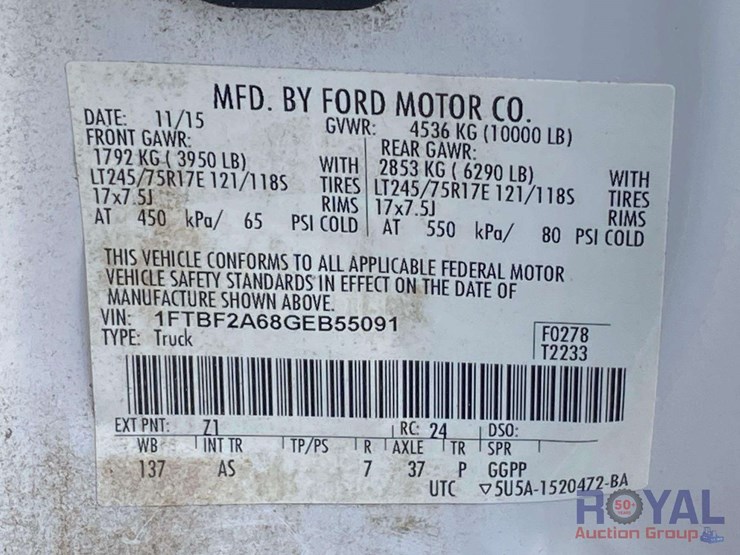 MFD. BY FORD MOTOR CO.
DATE: 11/15 GVWR: 4536 KG (10000 LB)
FRONT GAWR: REAR GAWR:
1792 KG ( 3950 LB) WITH 2853 KG ( 6290 LB) WITH
LT245/75R17E 121/118S TIRES LT245/75R17E 121/118S TIRES
17x7.5J RIMS 17x7.5J RIMS
AT 450 kPa/ 65 PSI COLD AT 550 kPa/ 80 PSI COLD
THIS VEHICLE CONFORMS TO ALL APPLICABLE FEDERAL MOTOR
VEHICLE SAFETY STANDARDS IN EFFECT ON THE DATE OF
MANUFACTURE SHOWN ABOVE.
VIN: 1FTBF2A68GEB55091
TYPE: Truck
F0278
T2233
EXT PNT: Z1 RC: 24 DSO:
WB INT TR TP/PS R AXLE TR SPR
137 AS 7 37 P GGPP
UTC ▽5U5A-1520472-BA
ROYAL
50+
Auction Group